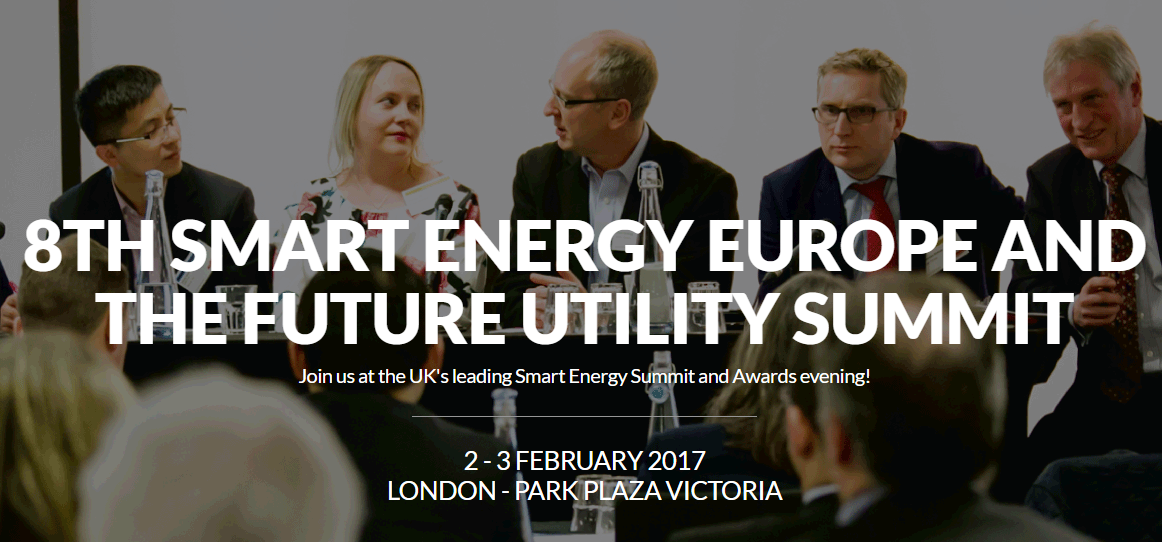 8TH SMART ENERGY EUROPE AND
THE FUTURE UTILITY SUMMIT
Join us at the UK's leading Smart Energy Summit and Awards evening!
2 - 3 FEBRUARY 2017
LONDON - PARK PLAZA VICTORIA